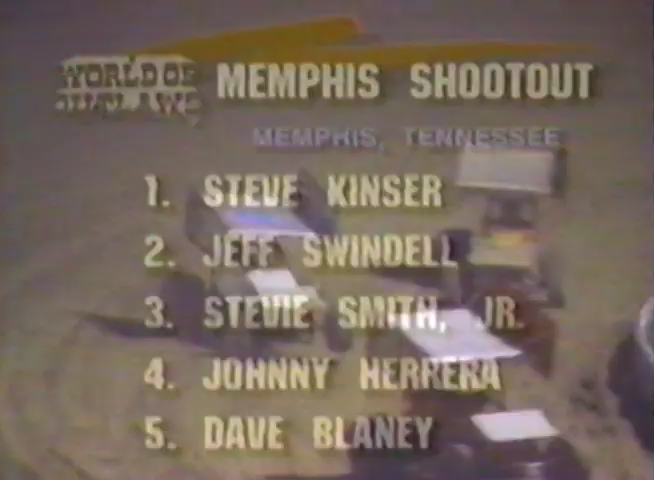 WORLD OF
OUTLAWS
MEMPHIS SHOOTOUT
MEMPHIS, TENNESSEE
1. STEVE KINSER
2. JEFF SWINDELL
3. STEVIE SMITH, JR.
4. JOHNNY HERRERA
5. DAVE BLANEY